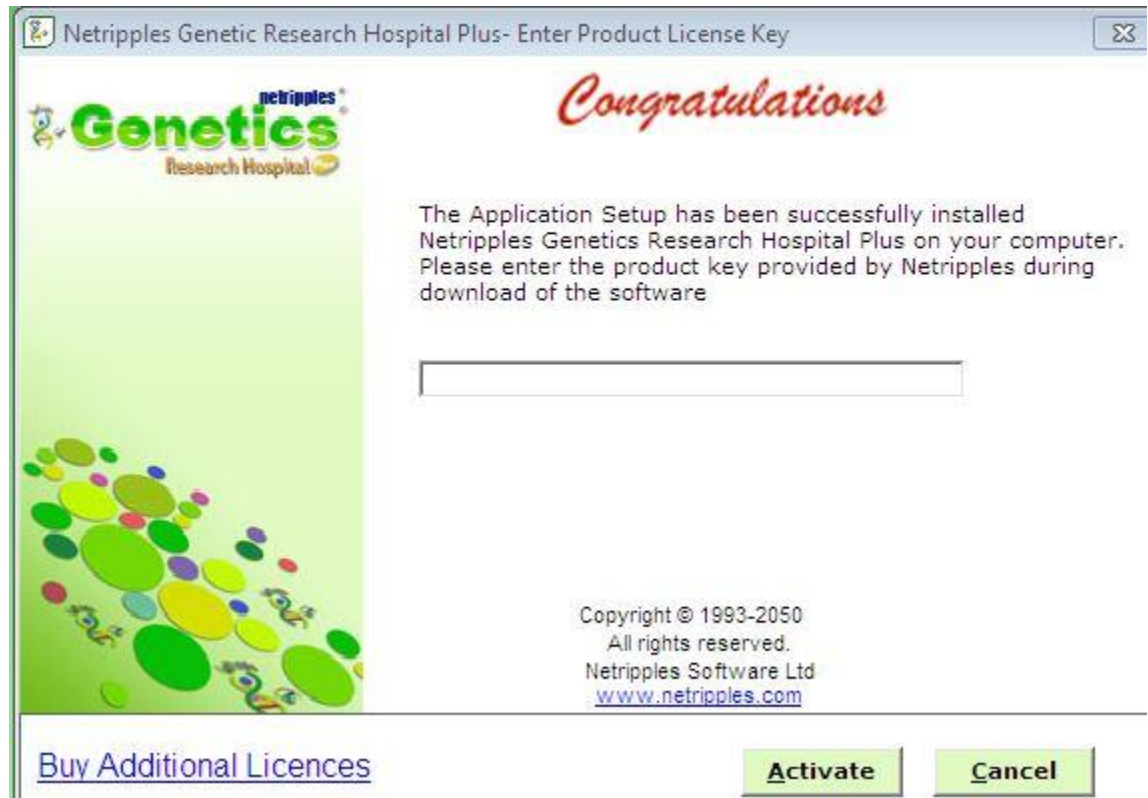 Netripples Genetic Research Hospital Plus- Enter Product License Key
netripples
Genetics
Research Hospital
Congratulations
The Application Setup has been successfully installed
Netripples Genetics Research Hospital Plus on your computer.
Please enter the product key provided by Netripples during
download of the software
Copyright © 1993-2050
All rights reserved.
Netripples Software Ltd
www.netripples.com
Buy Additional Licences
Activate
Cancel